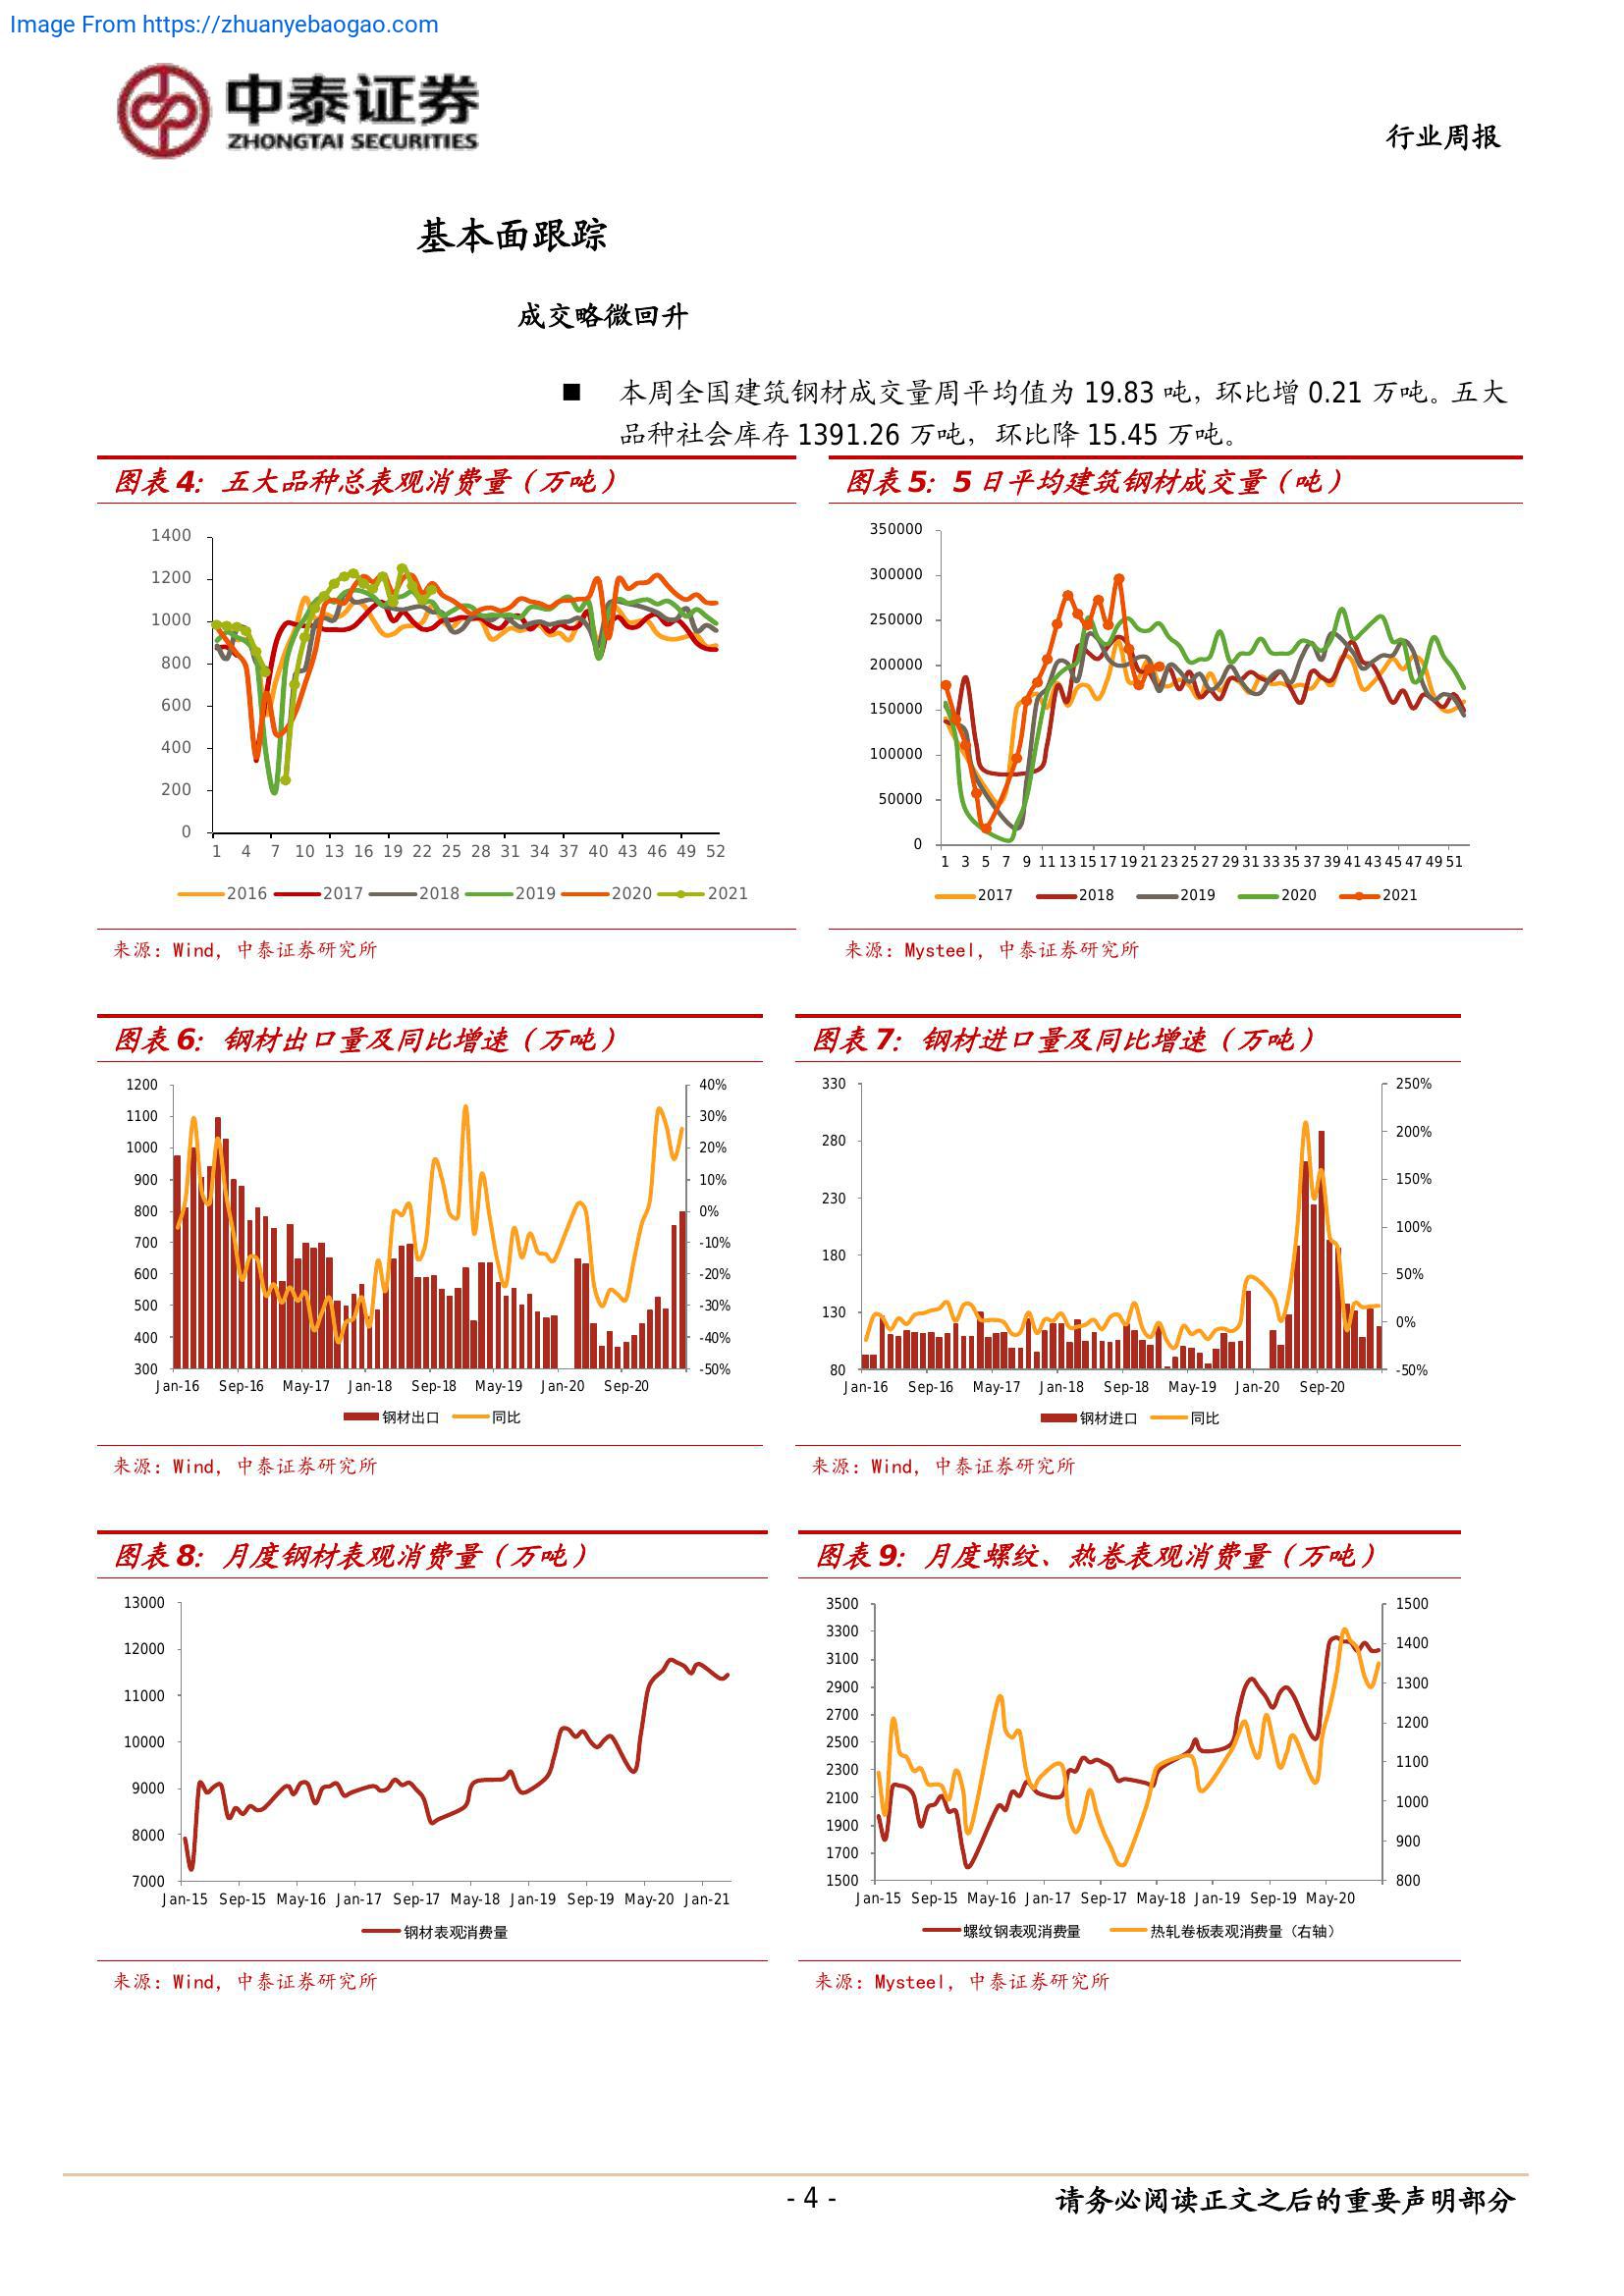 Image From https://zhuanyebaogao.com
中泰证券
ZHONGTAI SECURITIES
行业周报
基本面跟踪
成交略微回升
■ 本周全国建筑钢材成交量周平均值为 19.83 吨，环比增 0.21 万吨。五大
品种社会库存 1391.26 万吨，环比降 15.45 万吨。
图表 4：五大品种总表观消费量（万吨）
1400
1200
1000
800
600
400
200
0
1 4 7 10 13 16 19 22 25 28 31 34 37 40 43 46 49 52
2016 2017 2018 2019 2020 2021
来源：Wind，中泰证券研究所
图表 5：5 日平均建筑钢材成交量（吨）
350000
300000
250000
200000
150000
100000
50000
0
1 3 5 7 9 11 13 15 17 19 21 23 25 27 29 31 33 35 37 39 41 43 45 47 49 51
2017 2018 2019 2020 2021
来源：Mysteel，中泰证券研究所
图表 6：钢材出口量及同比增速（万吨）
1200
1100
1000
900
800
700
600
500
400
300
40%
30%
20%
10%
0%
-10%
-20%
-30%
-40%
-50%
Jan-16 Sep-16 May-17 Jan-18 Sep-18 May-19 Jan-20 Sep-20
钢材出口 同比
来源：Wind，中泰证券研究所
图表 7：钢材进口量及同比增速（万吨）
330
280
230
180
130
80
250%
200%
150%
100%
50%
0%
-50%
Jan-16 Sep-16 May-17 Jan-18 Sep-18 May-19 Jan-20 Sep-20
钢材进口 同比
来源：Wind，中泰证券研究所
图表 8：月度钢材表观消费量（万吨）
13000
12000
11000
10000
9000
8000
7000
Jan-15 Sep-15 May-16 Jan-17 Sep-17 May-18 Jan-19 Sep-19 May-20 Jan-21
钢材表观消费量
来源：Wind，中泰证券研究所
图表 9：月度螺纹、热卷表观消费量（万吨）
3500
3300
3100
2900
2700
2500
2300
2100
1900
1700
1500
1500
1400
1300
1200
1100
1000
900
800
Jan-15 Sep-15 May-16 Jan-17 Sep-17 May-18 Jan-19 Sep-19 May-20
螺纹钢表观消费量 热轧卷板表观消费量（右轴）
来源：Mysteel，中泰证券研究所
- 4 -
请务必阅读正文之后的重要声明部分